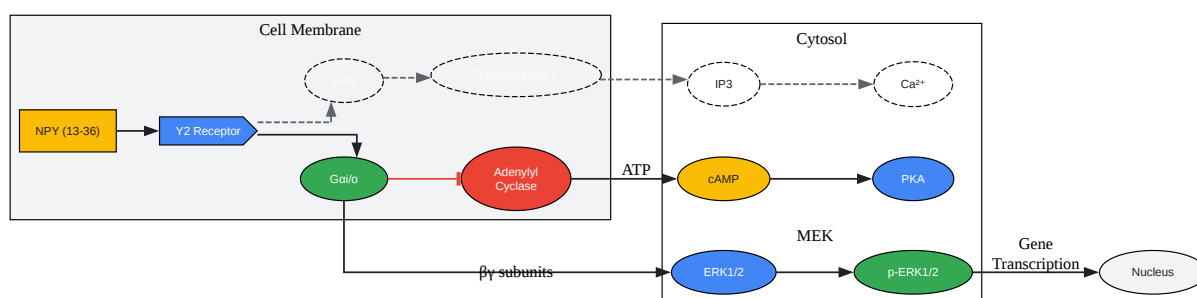 Cell Membrane
Cytosol
Gαq
Phospholipase C
IP3
Ca²⁺
NPY (13-36)
Y2 Receptor
Gαi/o
Adenylyl
Cyclase
ATP
cAMP
PKA
βγ subunits
ERK1/2
MEK
p-ERK1/2
Gene
Transcription
Nucleus